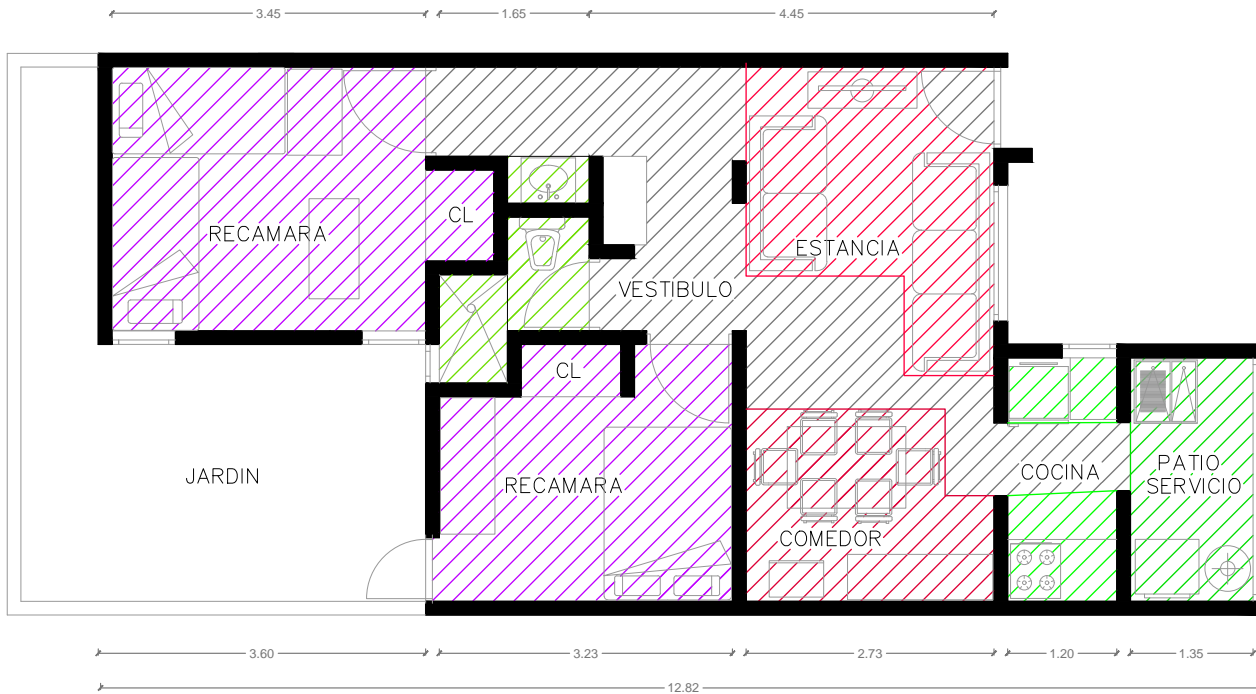 3.45
1.65
4.45
RECAMARA
CL
ESTANCIA
VESTIBULO
CL
JARDIN
RECAMARA
COMEDOR
COCINA
PATIO
SERVICIO
3.60
3.23
2.73
1.20
1.35
12.82